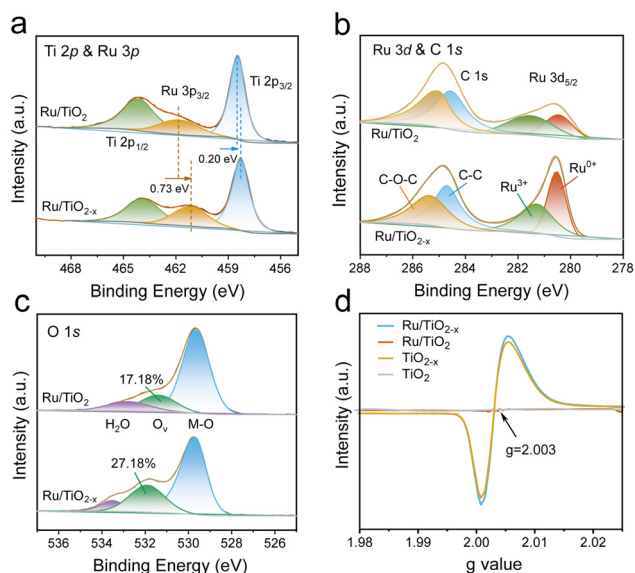 a
Ti 2p & Ru 3p
Ru 3p3/2
Ti 2p3/2
Ru/TiO2
Ti 2p1/2
0.20 eV
0.73 eV
Ru/TiO2-x
468 464 461 458 455
Binding Energy (eV)
Intensity (a.u.)
b
Ru 3d & C 1s
C 1s
Ru 3d5/2
Ru/TiO2
C-O-C
C-C
Ru3+
Ru0+
Ru/TiO2-x
288 286 284 282 280 278
Binding Energy (eV)
Intensity (a.u.)
c
O 1s
17.18%
Ru/TiO2
H2O Ov M-O
27.18%
Ru/TiO2-x
536 534 532 530 528 526
Binding Energy (eV)
Intensity (a.u.)
d
Ru/TiO2-x
Ru/TiO2
TiO2-x
TiO2
g=2.003
1.98 1.99 2.00 2.01 2.02
g value
Intensity (a.u.)